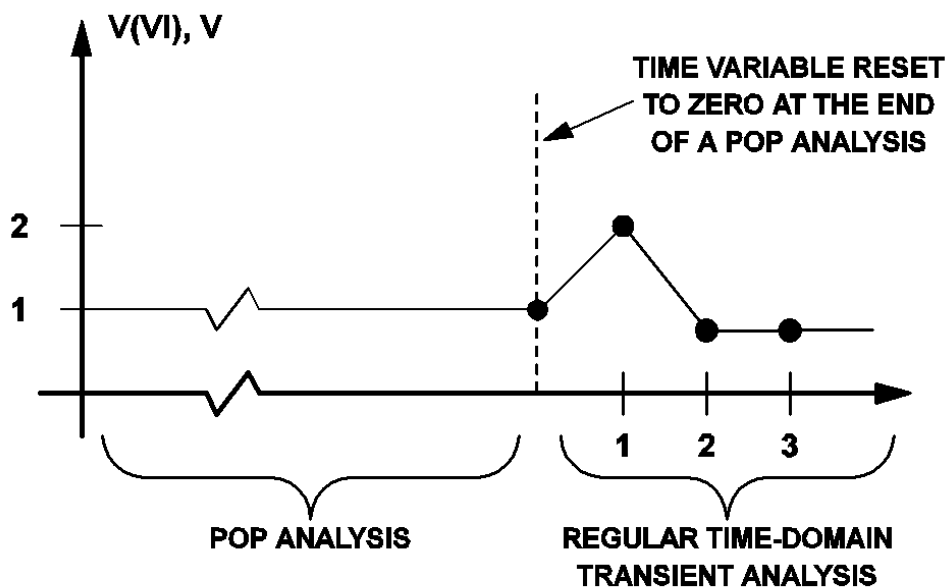 V(VI), V
TIME VARIABLE RESET
TO ZERO AT THE END
OF A POP ANALYSIS
2
1
1 2 3
POP ANALYSIS
REGULAR TIME-DOMAIN
TRANSIENT ANALYSIS